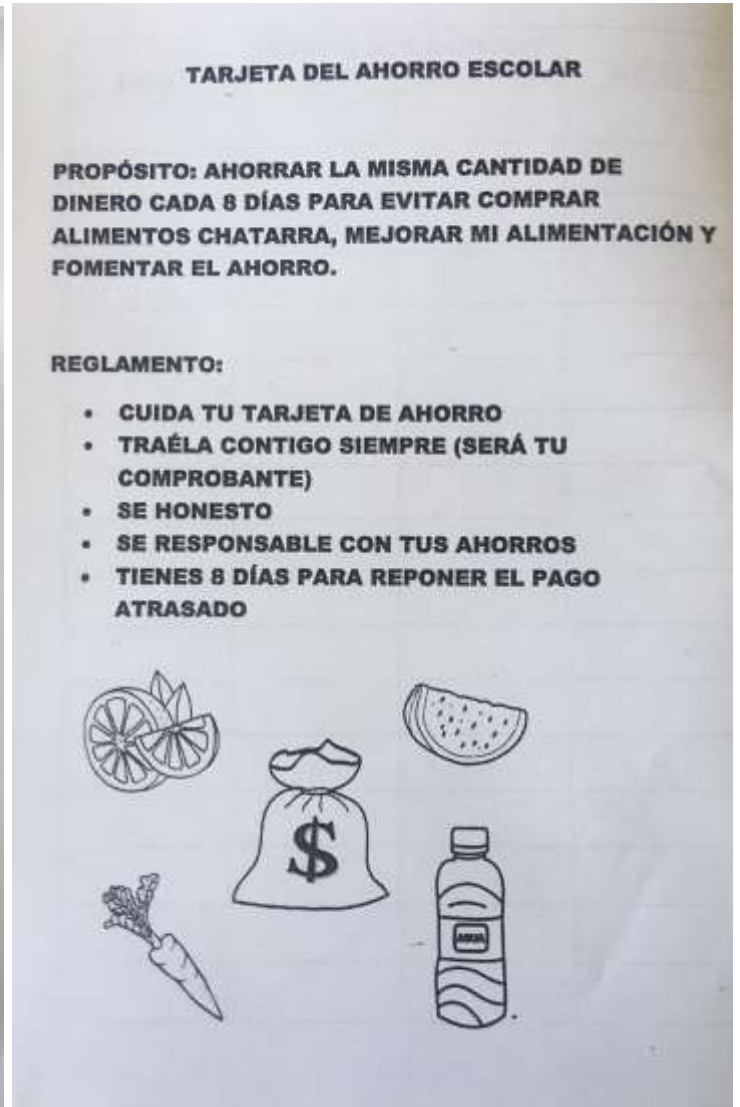 TARJETA DEL AHORRO ESCOLAR
PROPÓSITO: AHORRAR LA MISMA CANTIDAD DE
DINERO CADA 8 DÍAS PARA EVITAR COMPRAR
ALIMENTOS CHATARRA, MEJORAR MI ALIMENTACIÓN Y
FOMENTAR EL AHORRO.
REGLAMENTO:
• CUIDA TU TARJETA DE AHORRO
• TRAÉLA CONTIGO SIEMPRE (SERÁ TU
COMPROBANTE)
• SE HONESTO
• SE RESPONSABLE CON TUS AHORROS
• TIENES 8 DÍAS PARA REPONER EL PAGO
ATRASADO
$
AGUA